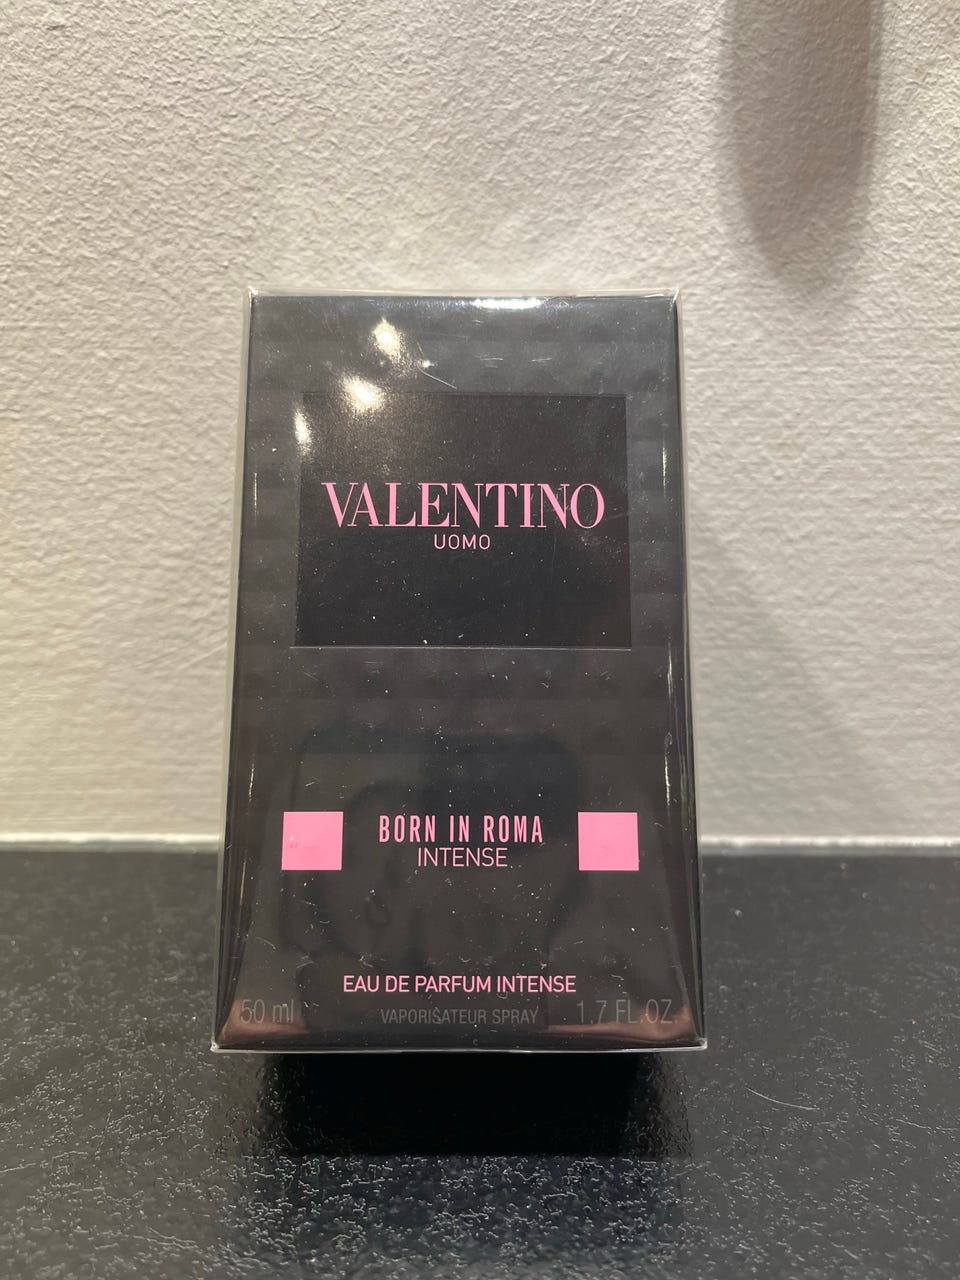 VALENTINO
UOMO
BORN IN ROMA
INTENSE
EAU DE PARFUM INTENSE
50 ml VAPORISATEUR SPRAY 1.7 FL.OZ.